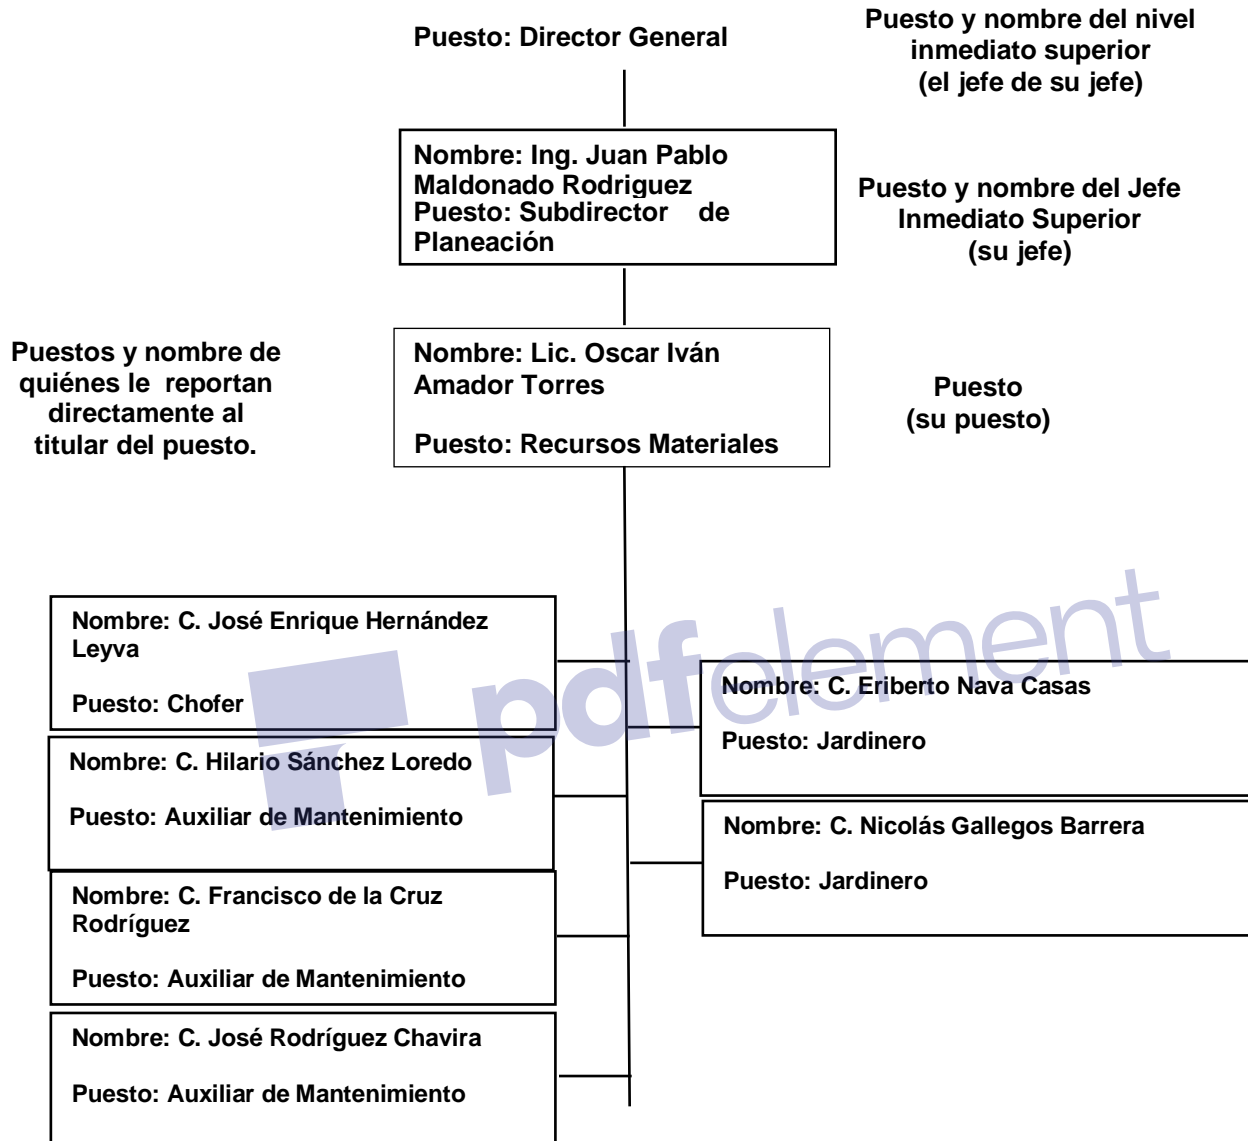 Puesto: Director General
Puesto y nombre del nivel
inmediato superior
(el jefe de su jefe)
Nombre: Ing. Juan Pablo
Maldonado Rodriguez
Puesto: Subdirector de
Planeación
Puesto y nombre del Jefe
Inmediato Superior
(su jefe)
Puestos y nombre de
quiénes le reportan
directamente al
titular del puesto.
Nombre: Lic. Oscar Iván
Amador Torres
Puesto: Recursos Materiales
Puesto
(su puesto)
Nombre: C. José Enrique Hernández
Leyva
Puesto: Chofer
Nombre: C. Eriberto Nava Casas
Puesto: Jardinero
Nombre: C. Hilario Sánchez Loredo
Puesto: Auxiliar de Mantenimiento
Nombre: C. Nicolás Gallegos Barrera
Puesto: Jardinero
Nombre: C. Francisco de la Cruz
Rodríguez
Puesto: Auxiliar de Mantenimiento
Nombre: C. José Rodríguez Chavira
Puesto: Auxiliar de Mantenimiento
pdfelement